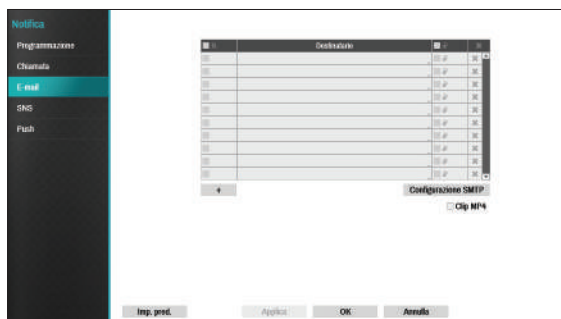 Notifica
Programmazione
Chiamata
E-mail
SNS
Push
Destinatario
+
Configurazione SMTP
Clip MP4
Imp. pred.
Applica
OK
Annulla